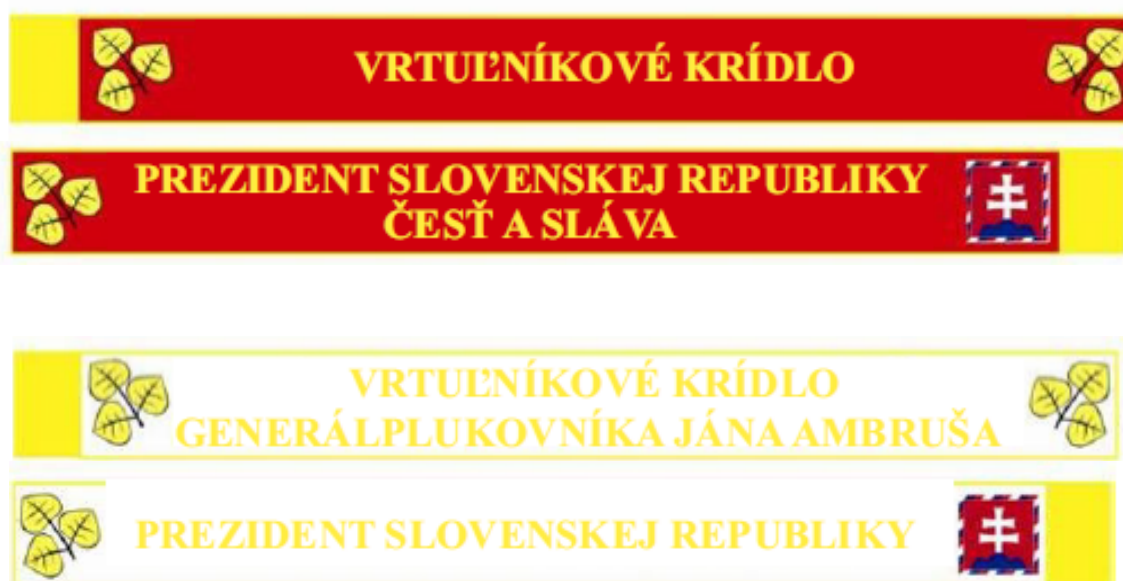 VRTUĽNÍKOVÉ KRÍDLO
PREZIDENT SLOVENSKEJ REPUBLIKY
ČESŤ A SLÁVA
VRTUĽNÍKOVÉ KRÍDLO
GENERÁLPLUKOVNÍKA JÁNA AMBRUŠA
PREZIDENT SLOVENSKEJ REPUBLIKY